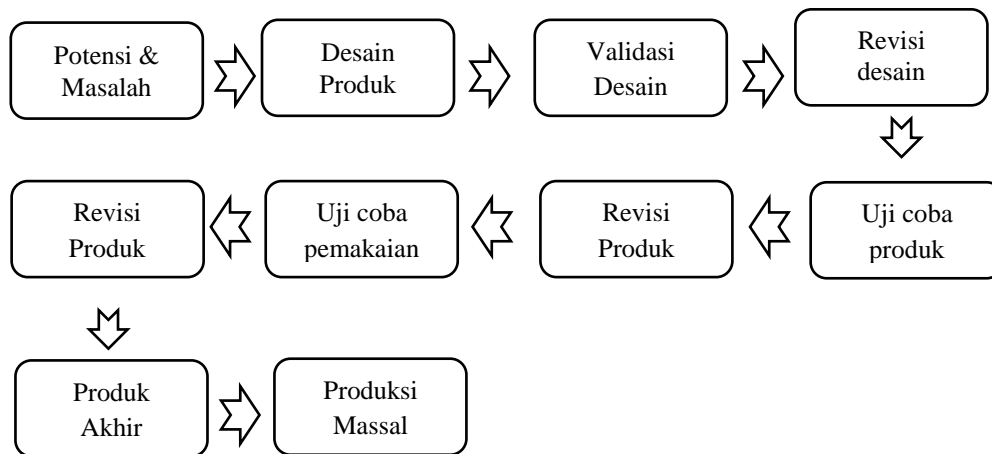 Potensi &
Masalah
Desain
Produk
Validasi
Desain
Revisi
desain
Revisi
Produk
Uji coba
pemakaian
Revisi
Produk
Uji coba
produk
Produk
Akhir
Produksi
Massal